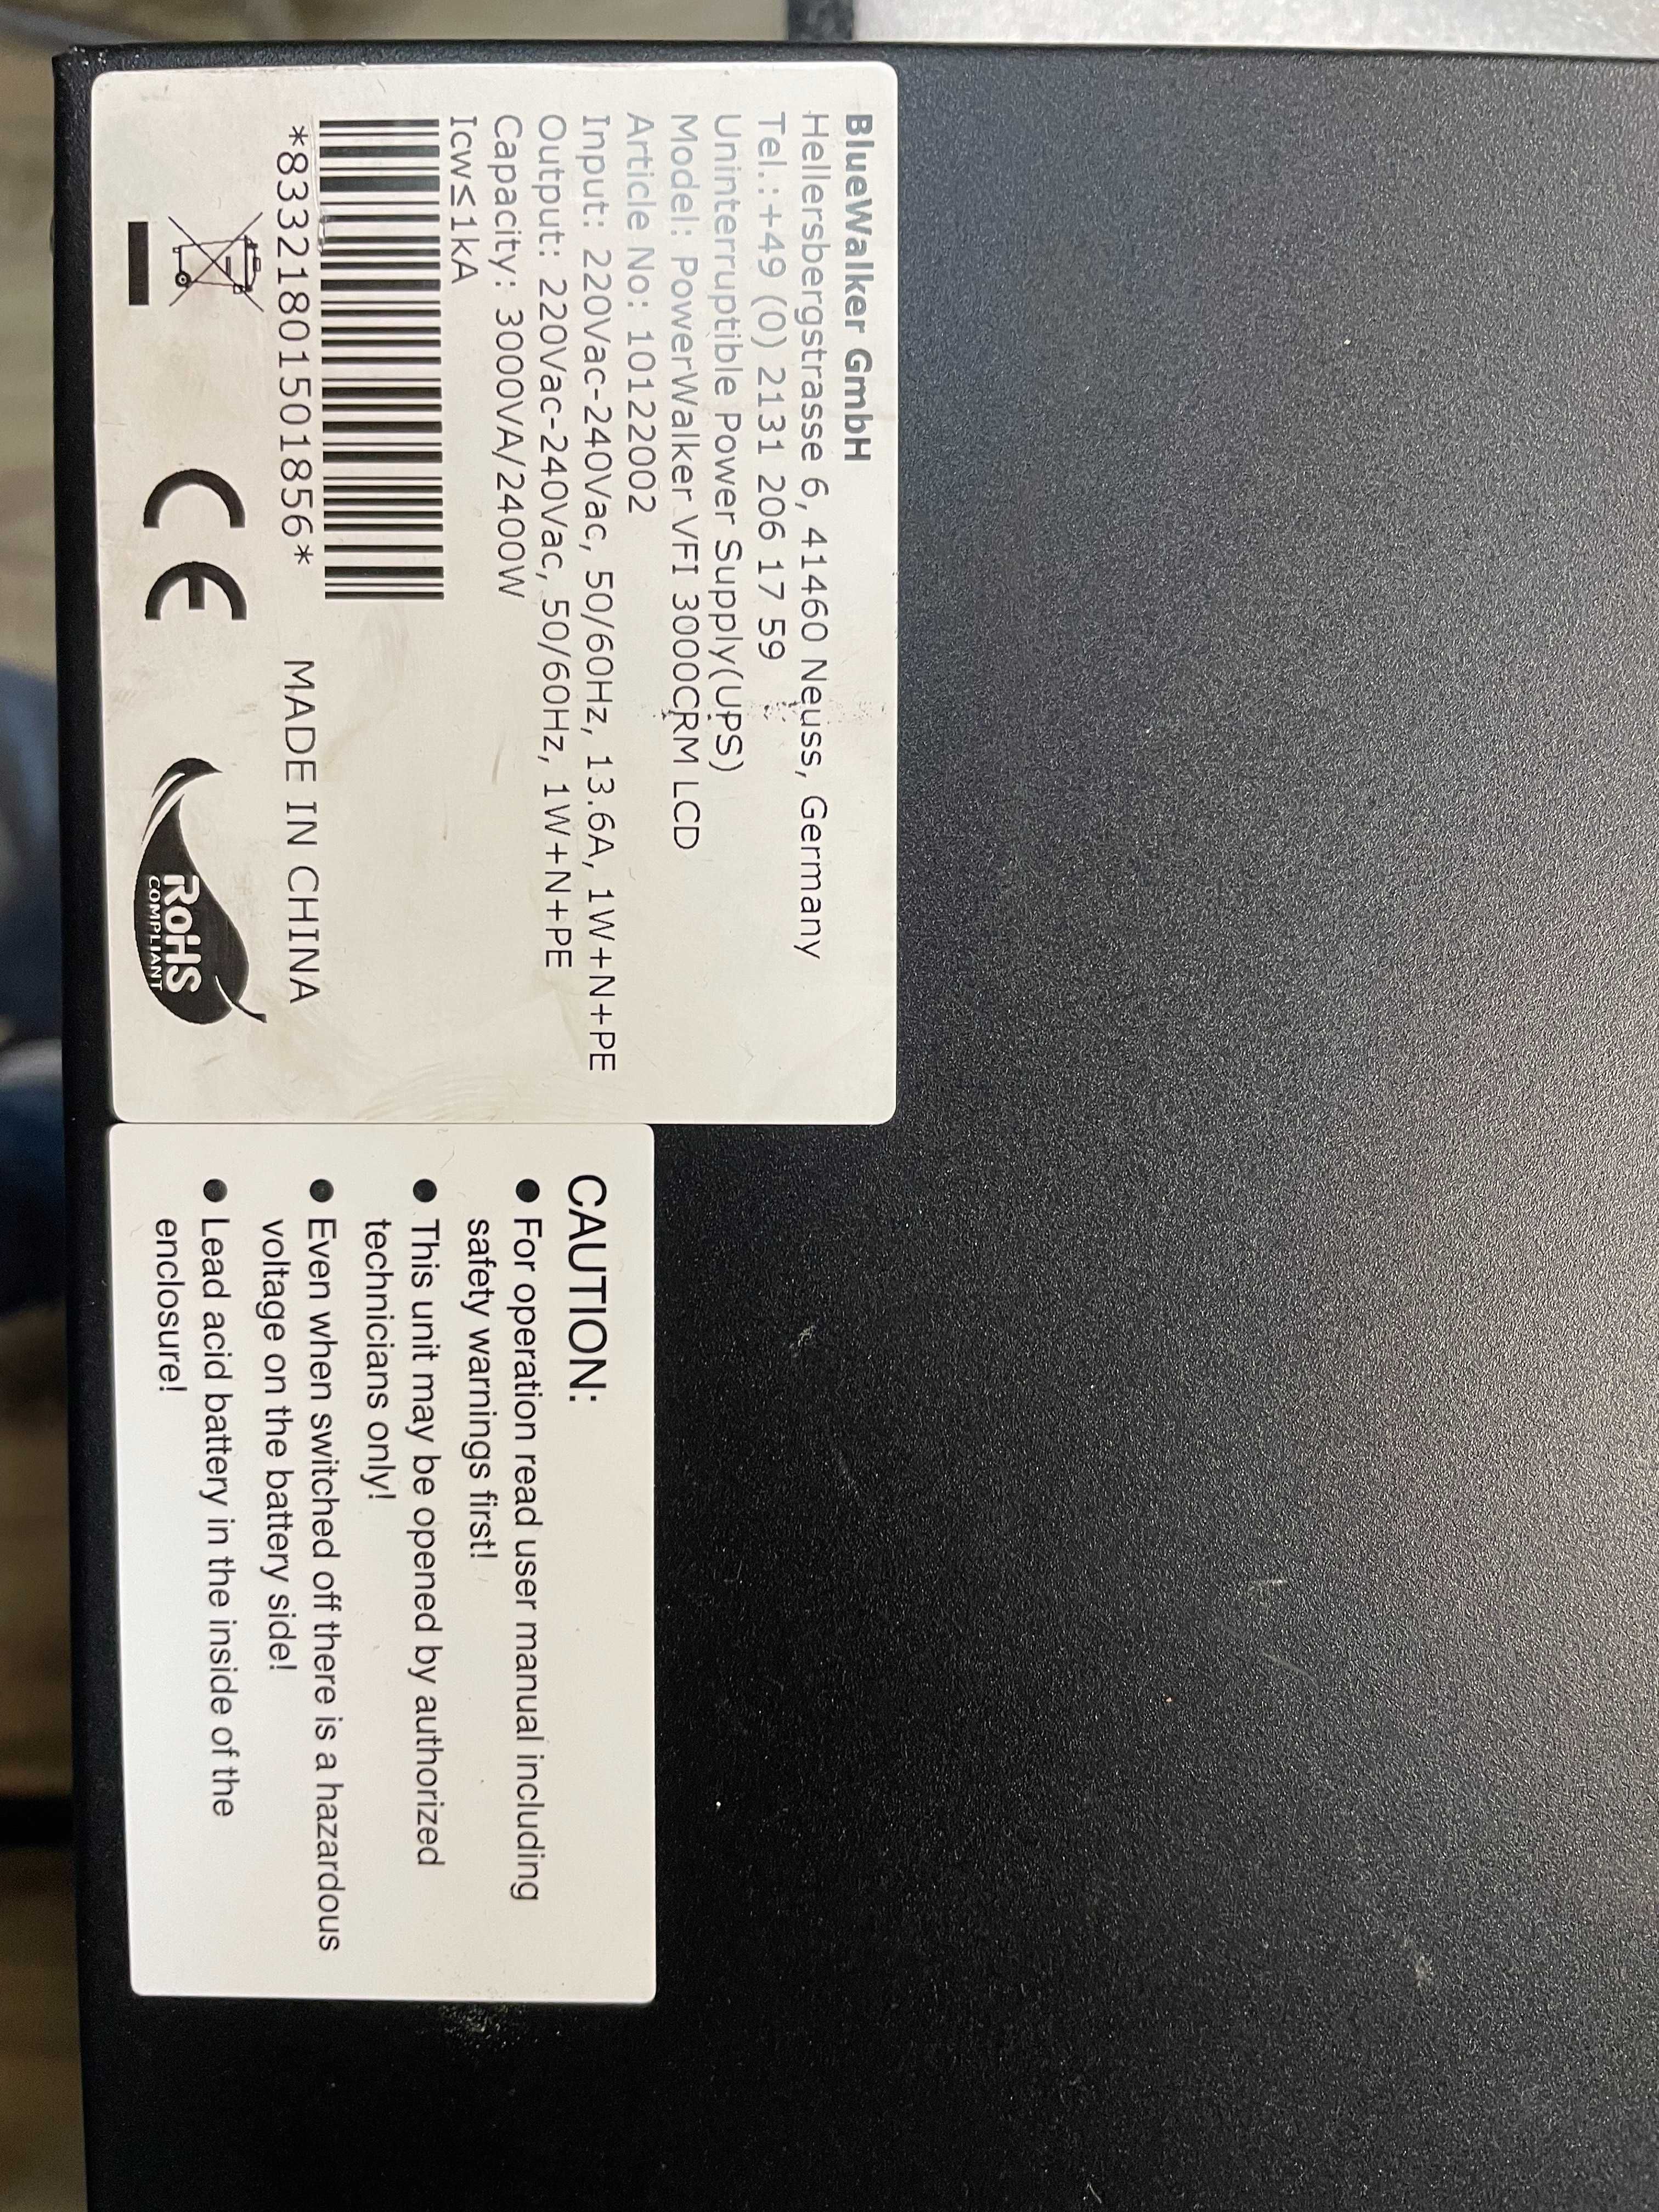 BlueWalker GmbH
Hellersbergstrasse 6, 41460 Neuss, Germany
Tel.:+49 (0) 2131 206 17 59
Uninterruptible Power Supply(UPS)
Model: PowerWalker VFI 3000CRM LCD
Article No: 10122002
Input: 220Vac-240Vac, 50/60Hz, 13.6A, 1W+N+PE
Output: 220Vac-240Vac, 50/60Hz, 1W+N+PE
Capacity: 3000VA/2400W
Icw≤1kA
*83321801501856* MADE IN CHINA
CE
RoHS
COMPLIANT
CAUTION:
● For operation read user manual including
safety warnings first!
● This unit may be opened by authorized
technicians only!
● Even when switched off there is a hazardous
voltage on the battery side!
● Lead acid battery in the inside of the
enclosure!